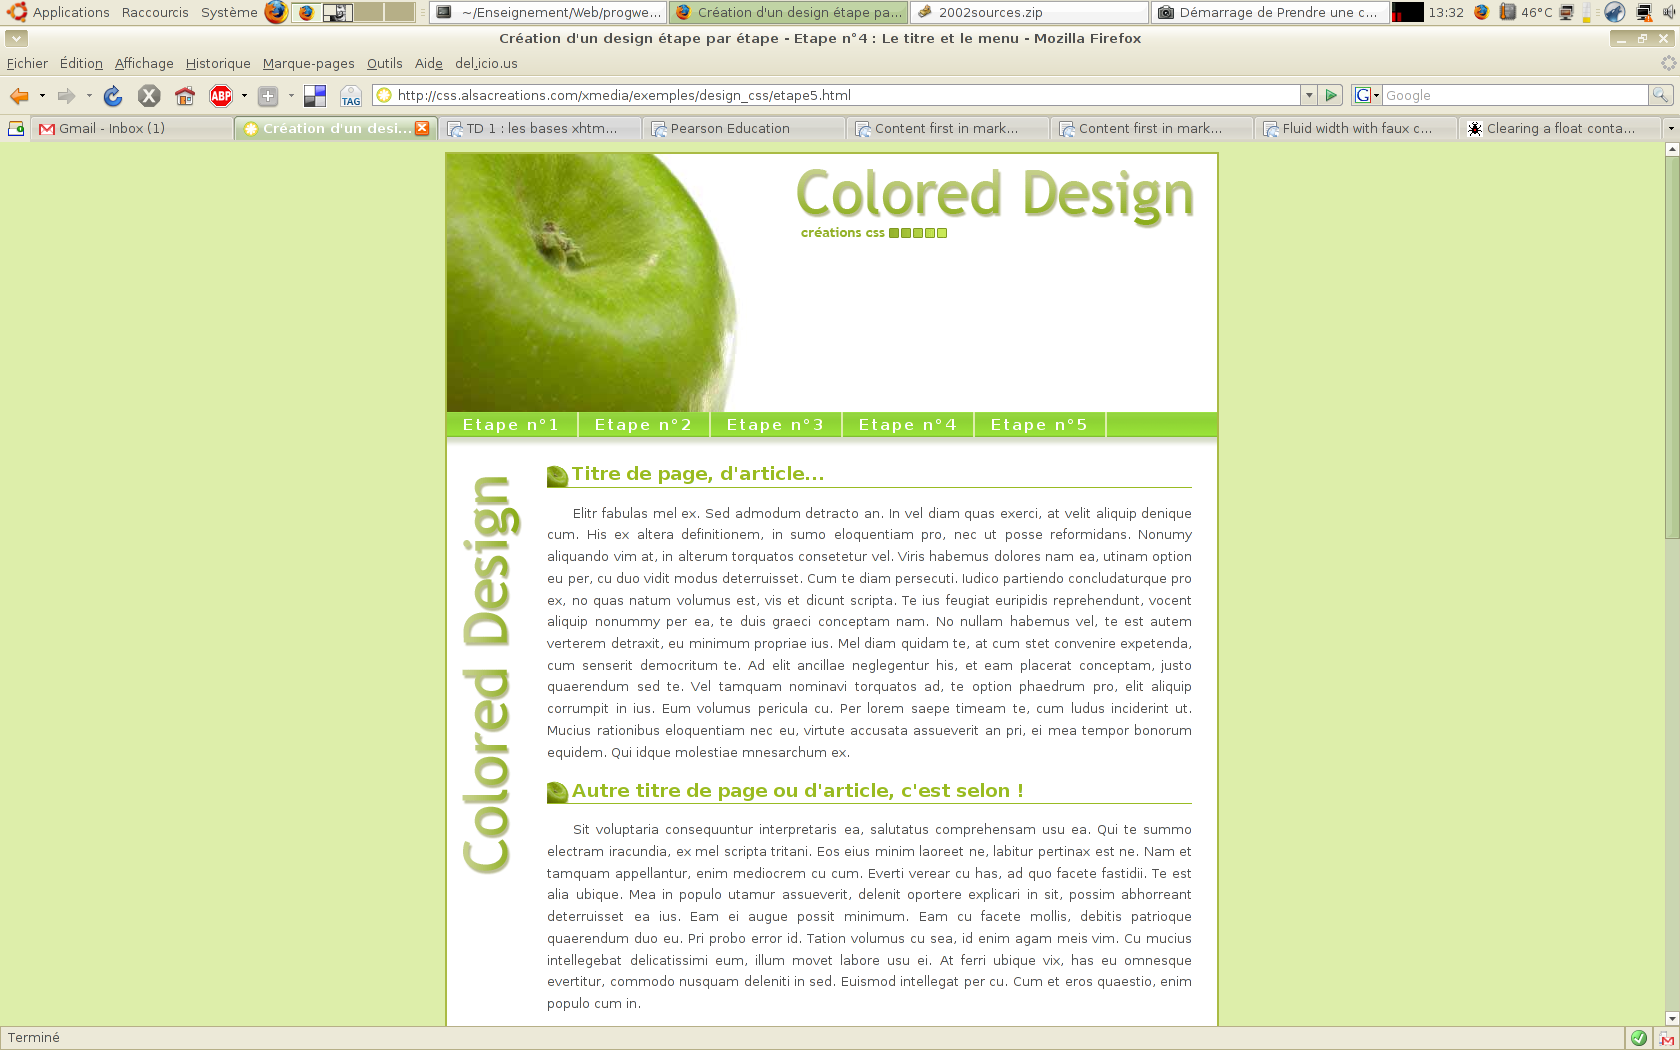 Applications Raccourcis Système ~/Enseignement/Web/progwe... Création d'un design étape pa... 2002sources.zip Démarrage de Prendre une c... 13:32 46°C
Création d'un design étape par étape - Etape n°4 : Le titre et le menu - Mozilla Firefox
Fichier Édition Affichage Historique Marque-pages Outils Aide del.icio.us
ABP TAG http://css.alsacreations.com/xmedia/exemples/design_css/etape5.html G Google
Gmail - Inbox (1) Création d'un desi... TD 1 : les bases xhtm... Pearson Education Content first in mark... Content first in mark... Fluid width with faux c... Clearing a float conta...
Colored Design
créations css
Etape n°1 Etape n°2 Etape n°3 Etape n°4 Etape n°5
Colored Design
Titre de page, d'article...
Elitr fabulas mel ex. Sed admodum detracto an. In vel diam quas exerci, at velit aliquip denique
cum. His ex altera definitionem, in sumo eloquentiam pro, nec ut posse reformidans. Nonumy
aliquando vim at, in alterum torquatos consetetur vel. Viris habemus dolores nam ea, utinam option
eu per, cu duo vidit modus deterruisset. Cum te diam persecuti. Iudico partiendo concludaturque pro
ex, no quas natum volumus est, vis et dicunt scripta. Te ius feugiat euripidis reprehendunt, vocent
aliquip nonummy per ea, te duis graeci conceptam nam. No nullam habemus vel, te est autem
verterem detraxit, eu minimum propriae ius. Mel diam quidam te, at cum stet convenire expetenda,
cum senserit democritum te. Ad elit ancillae neglegentur his, et eam placerat conceptam, justo
quaerendum sed te. Vel tamquam nominavi torquatos ad, te option phaedrum pro, elit aliquip
corrumpit in ius. Eum volumus pericula cu. Per lorem saepe timeam te, cum ludus inciderint ut.
Mucius rationibus eloquentiam nec eu, virtute accusata assueverit an pri, ei mea tempor bonorum
equidem. Qui idque molestiae mnesarchum ex.
Autre titre de page ou d'article, c'est selon !
Sit voluptaria consequuntur interpretaris ea, salutatus comprehensam usu ea. Qui te summo
electram iracundia, ex mel scripta tritani. Eos eius minim laoreet ne, labitur pertinax est ne. Nam et
tamquam appellantur, enim mediocrem cu cum. Everti verear cu has, ad quo facete fastidii. Te est
alia ubique. Mea in populo utamur assueverit, delenit oportere explicari in sit, possim abhorreant
deterruisset ea ius. Eam ei augue possit minimum. Eam cu facete mollis, debitis patrioque
quaerendum duo eu. Pri probo error id. Tation volumus cu sea, id enim agam meis vim. Cu mucius
intellegebat delicatissimi eum, illum movet labore usu ei. At ferri ubique vix, has eu omnesque
evertitur, commodo nusquam deleniti in sed. Euismod intellegat per cu. Cum et eros quaestio, enim
populo cum in.
Terminé